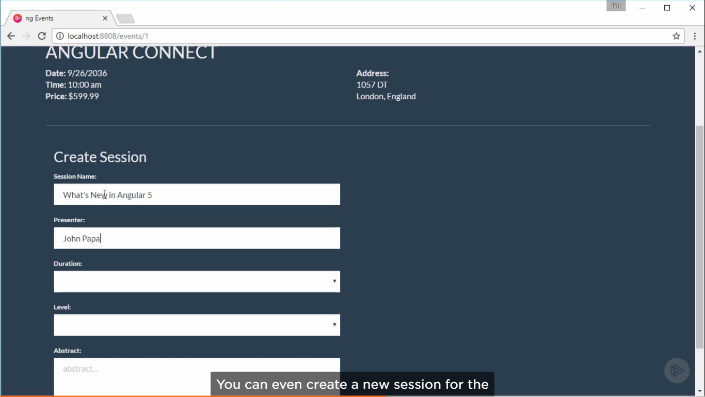 ng Events
localhost:8808/events/1
ANGULAR CONNECT
Date: 9/26/2036
Time: 10:00 am
Price: $599.99
Address:
1057 DT
London, England
Create Session
Session Name:
What's New in Angular 5
Presenter:
John Papa
Duration:
Level:
Abstract:
abstract...
You can even create a new session for the